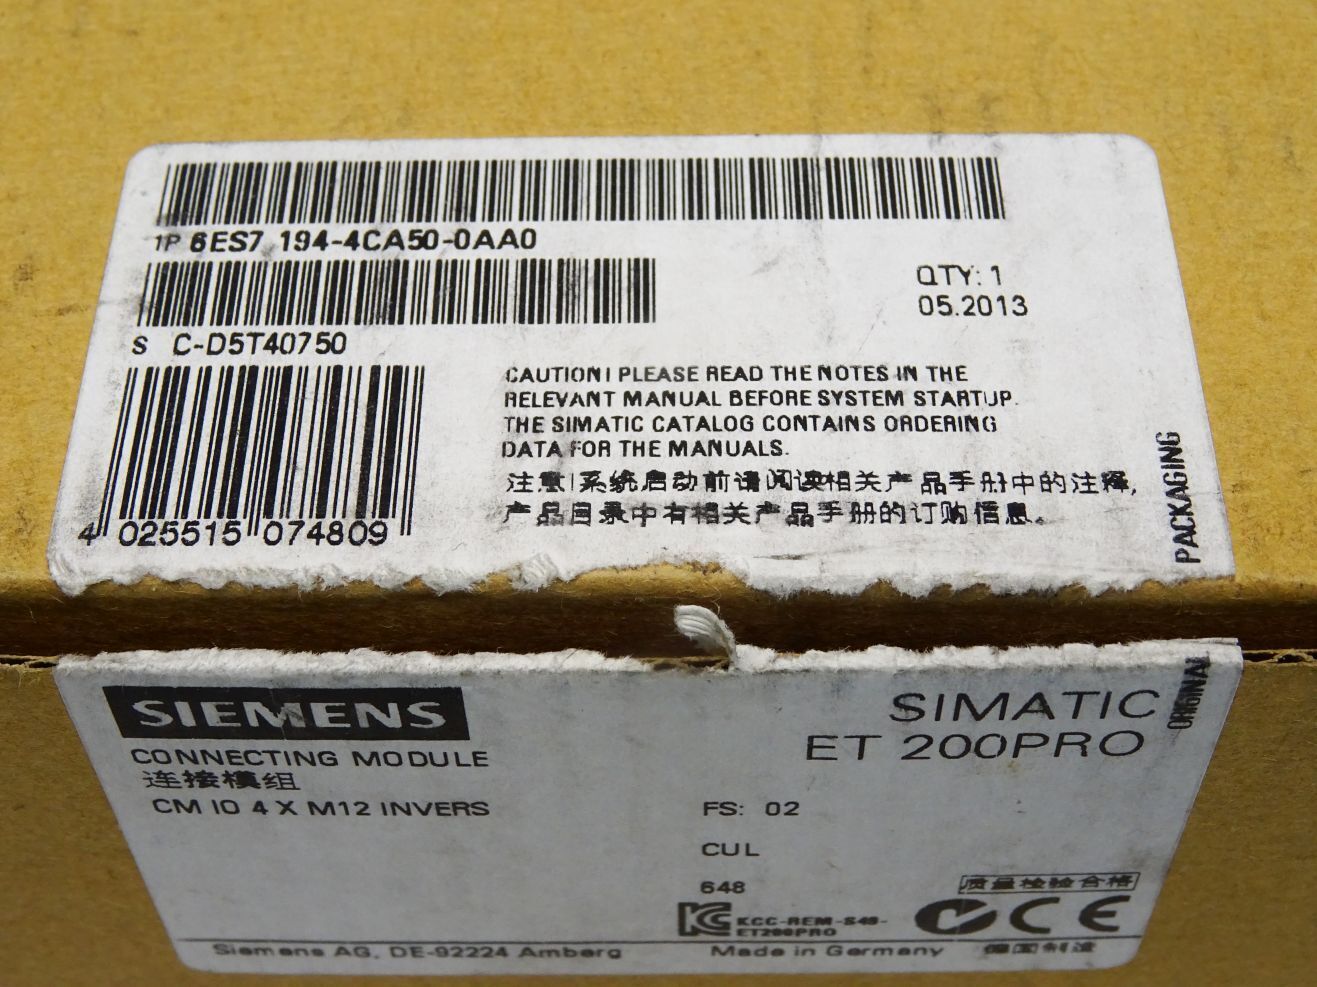 1P 6ES7 194-4CA50-0AA0
QTY: 1
05.2013
S C-D5T40750
CAUTION! PLEASE READ THE NOTES IN THE
RELEVANT MANUAL BEFORE SYSTEM STARTUP.
THE SIMATIC CATALOG CONTAINS ORDERING
DATA FOR THE MANUALS.
注意!系统启动前请阅读相关产品手册中的注释,
产品目录中有相关产品手册的订购信息。
4 025515 074809
ORIGINAL PACKAGING
SIEMENS
SIMATIC
ET 200PRO
CONNECTING MODULE
连接模组
CM IO 4 X M12 INVERS
FS: 02
CUL
648
质量检验合格
KCC-REM-S49-
ET200PRO
CE
Siemens AG, DE-92224 Amberg
Made in Germany
德国制造